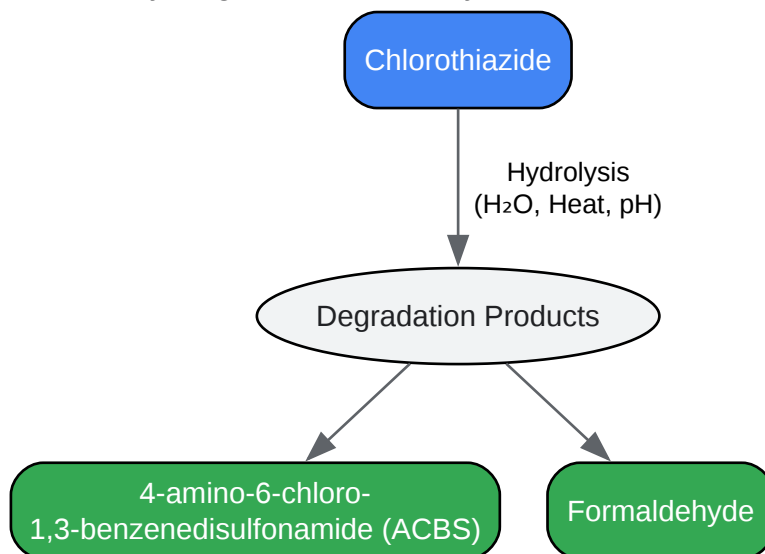 Chlorothiazide
Hydrolysis
(H₂O, Heat, pH)
Degradation Products
4-amino-6-chloro-
1,3-benzenedisulfonamide (ACBS)
Formaldehyde